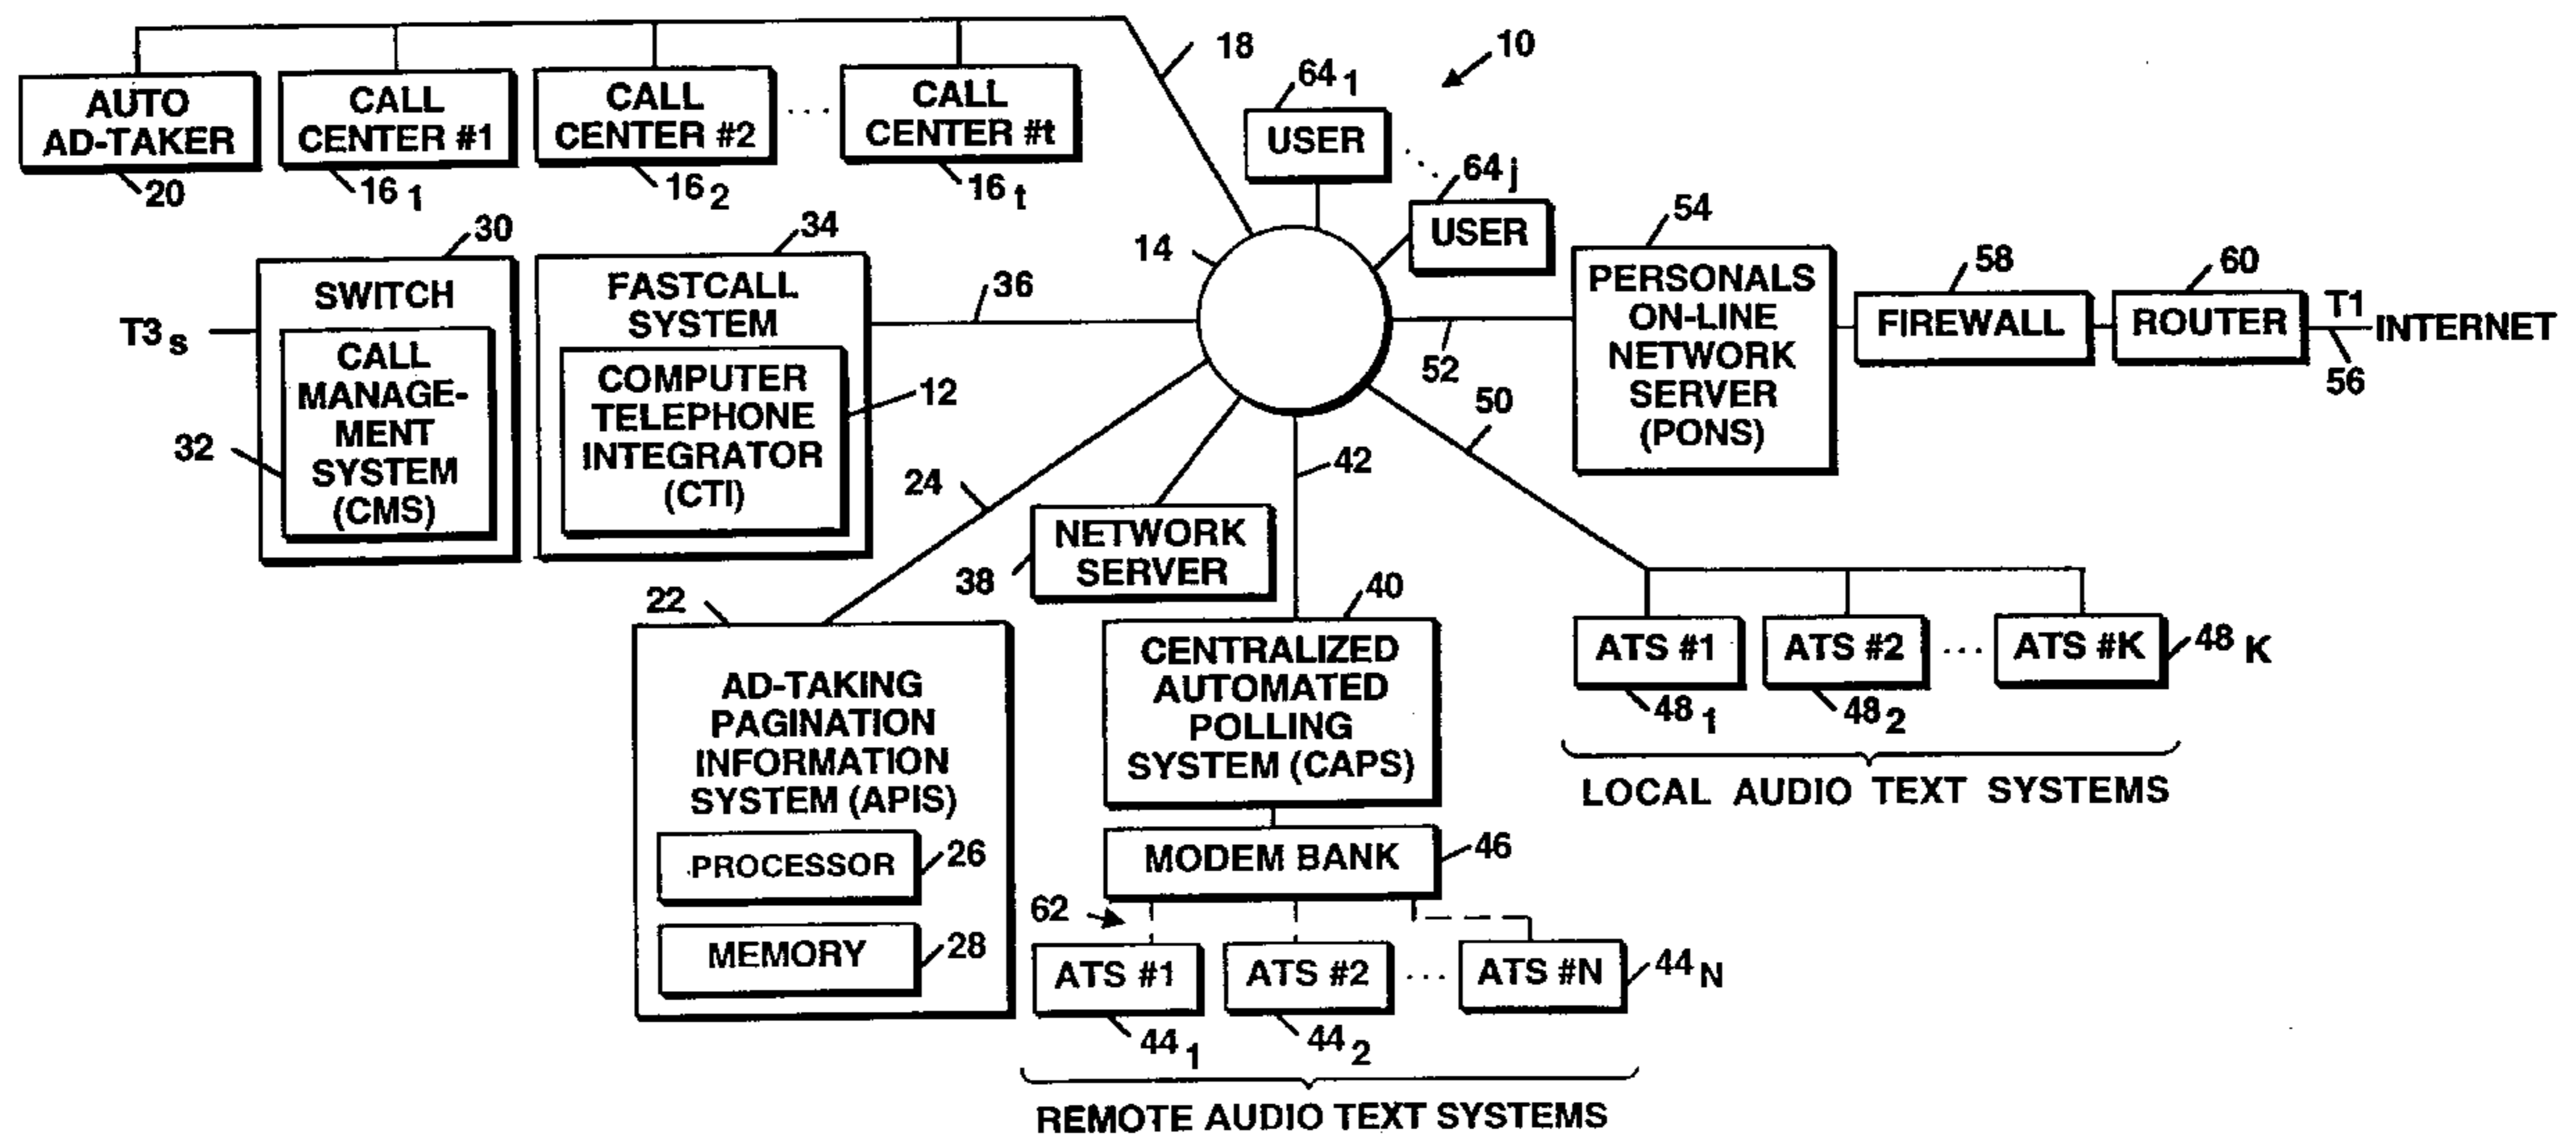 18
10
64 1
AUTO
AD-TAKER
20
CALL
CENTER #1
16 1
CALL
CENTER #2
16 2
...
CALL
CENTER #t
16 t
USER
64 j
USER
14
30
SWITCH
T3 s
CALL
MANAGE-
MENT
SYSTEM
(CMS)
32
34
FASTCALL
SYSTEM
COMPUTER
TELEPHONE
INTEGRATOR
(CTI)
12
36
54
PERSONALS
ON-LINE
NETWORK
SERVER
(PONS)
52
58
FIREWALL
60
ROUTER
T1
INTERNET
56
50
24
42
NETWORK
SERVER
38
22
AD-TAKING
PAGINATION
INFORMATION
SYSTEM (APIS)
PROCESSOR
26
MEMORY
28
40
CENTRALIZED
AUTOMATED
POLLING
SYSTEM (CAPS)
MODEM BANK
46
62
ATS #1
44 1
ATS #2
44 2
...
ATS #N
44 N
REMOTE AUDIO TEXT SYSTEMS
ATS #1
48 1
ATS #2
48 2
...
ATS #K
48 K
LOCAL AUDIO TEXT SYSTEMS